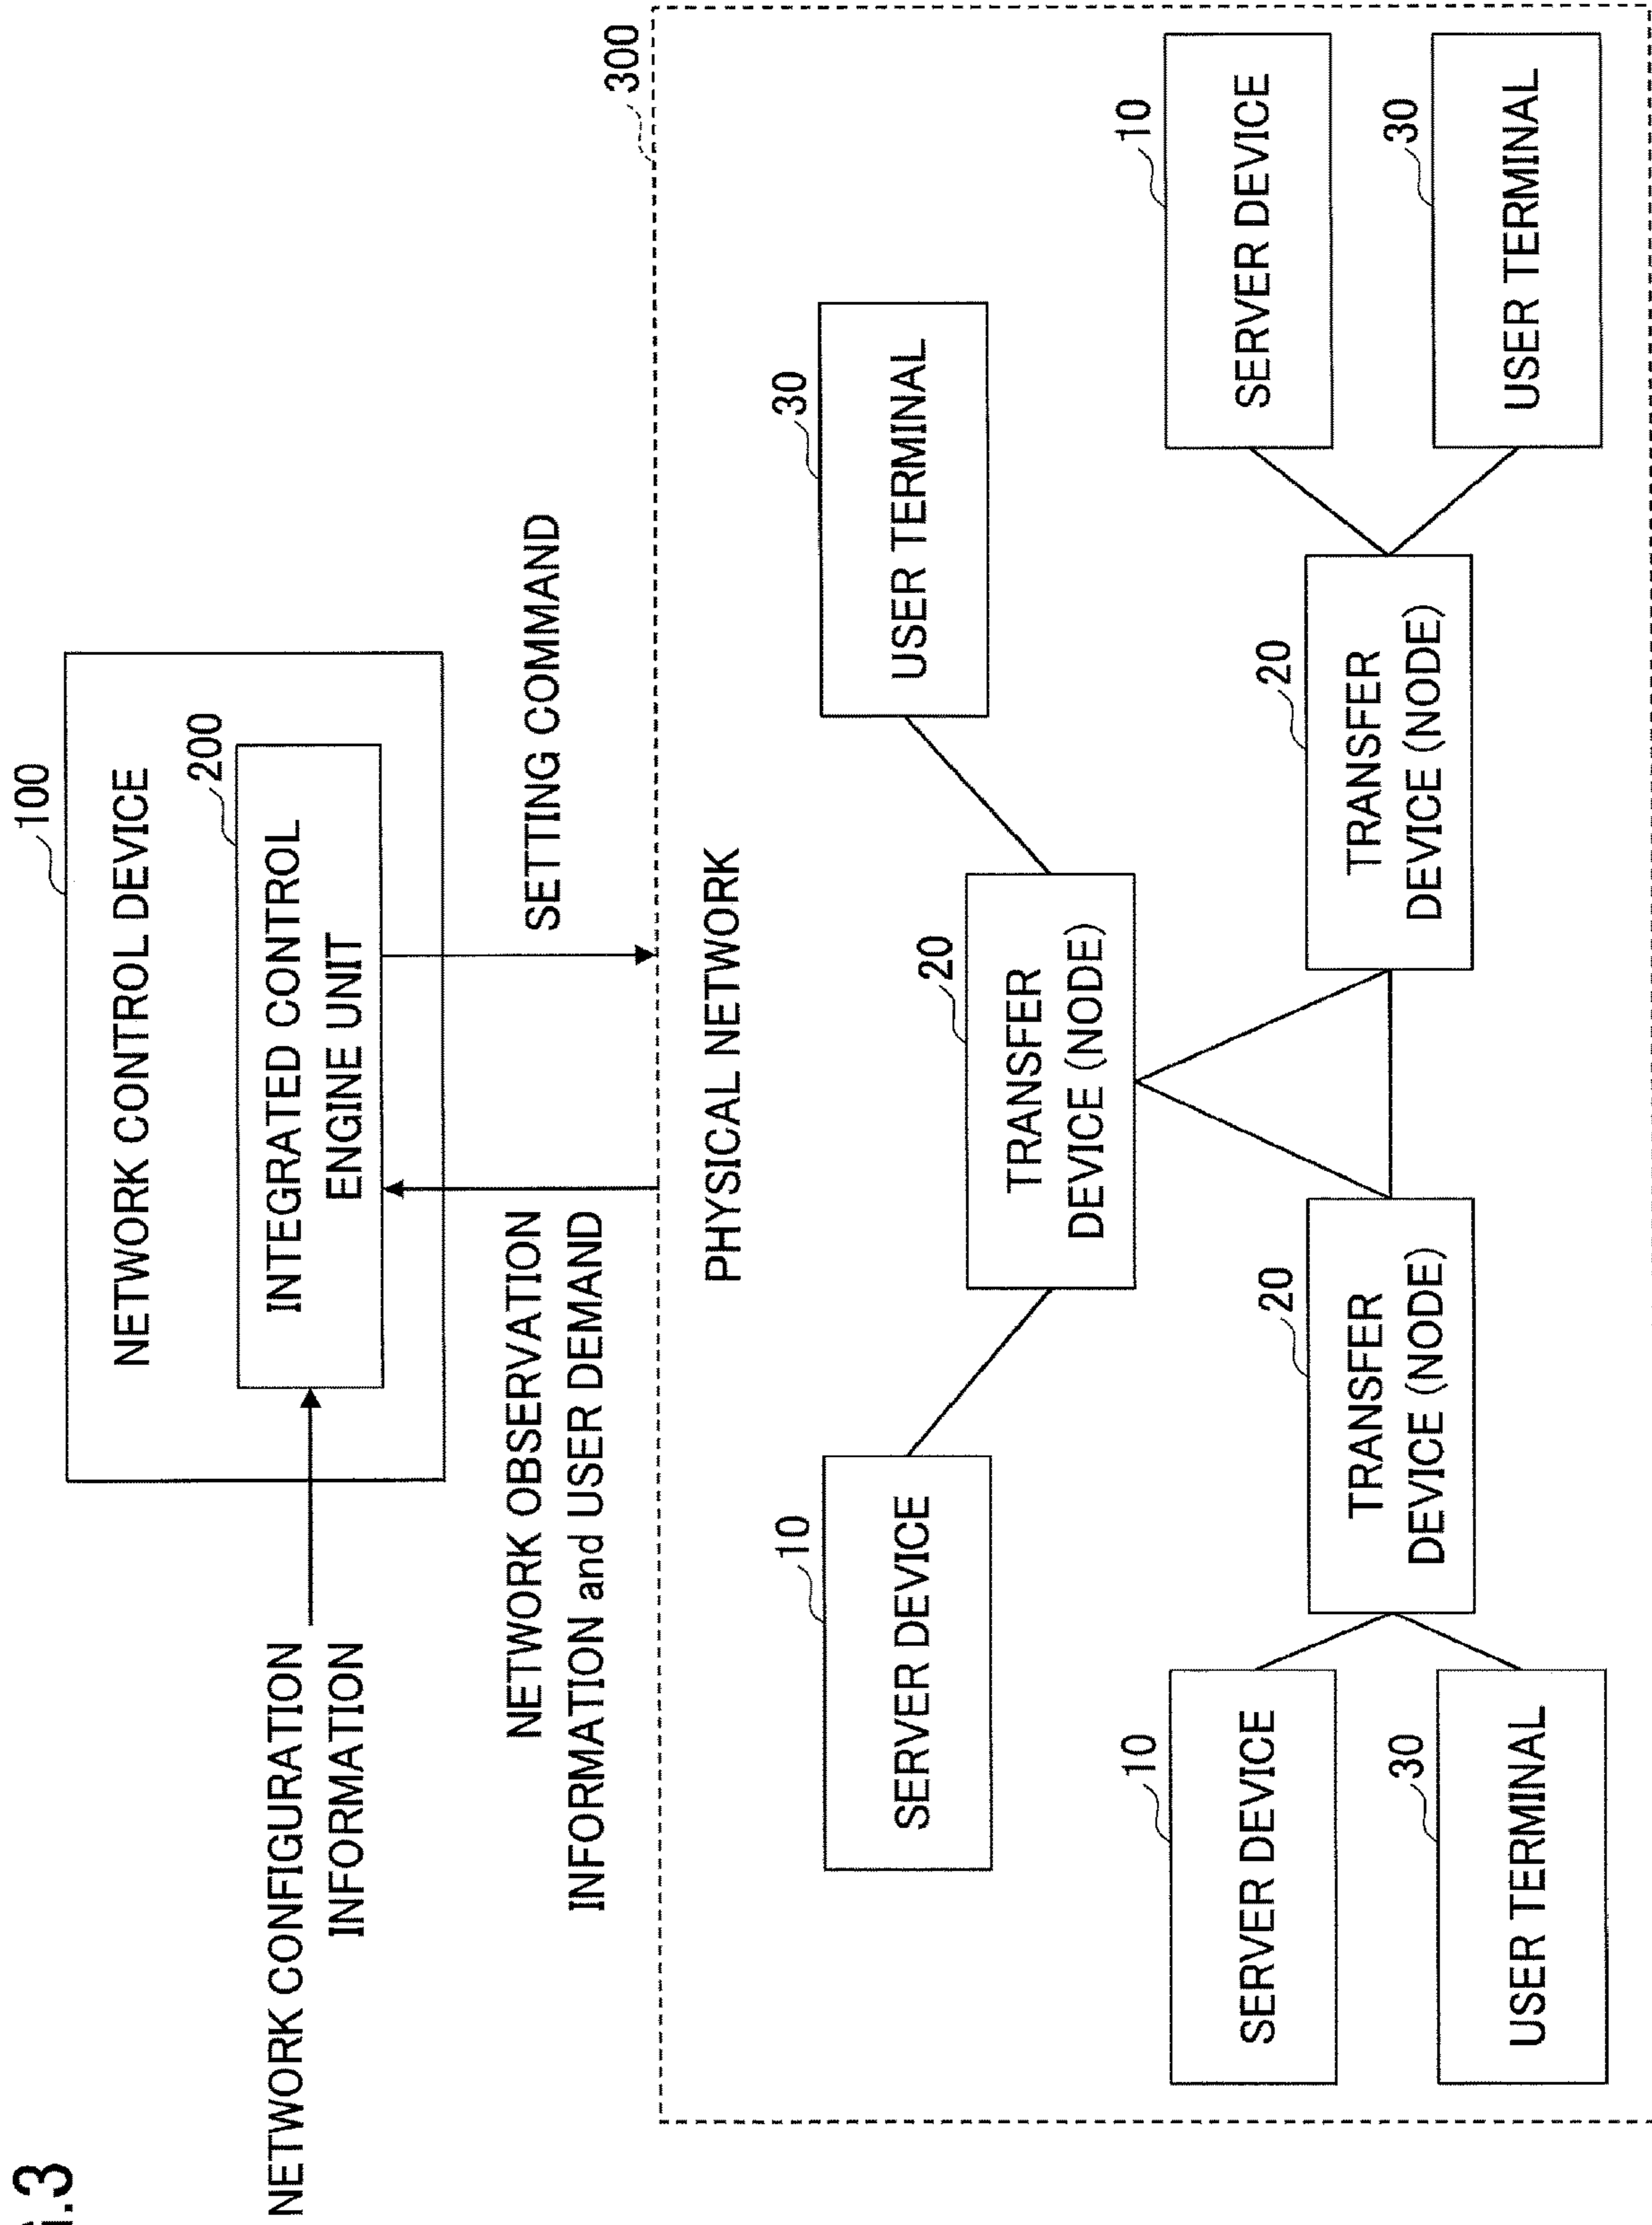 .3
100
NETWORK CONTROL DEVICE
200
INTEGRATED CONTROL
ENGINE UNIT
NETWORK CONFIGURATION
INFORMATION
NETWORK OBSERVATION
INFORMATION and USER DEMAND
SETTING COMMAND
300
PHYSICAL NETWORK
10
SERVER DEVICE
30
USER TERMINAL
20
TRANSFER
DEVICE (NODE)
10
SERVER DEVICE
30
USER TERMINAL
20
TRANSFER
DEVICE (NODE)
20
TRANSFER
DEVICE (NODE)
10
SERVER DEVICE
30
USER TERMINAL